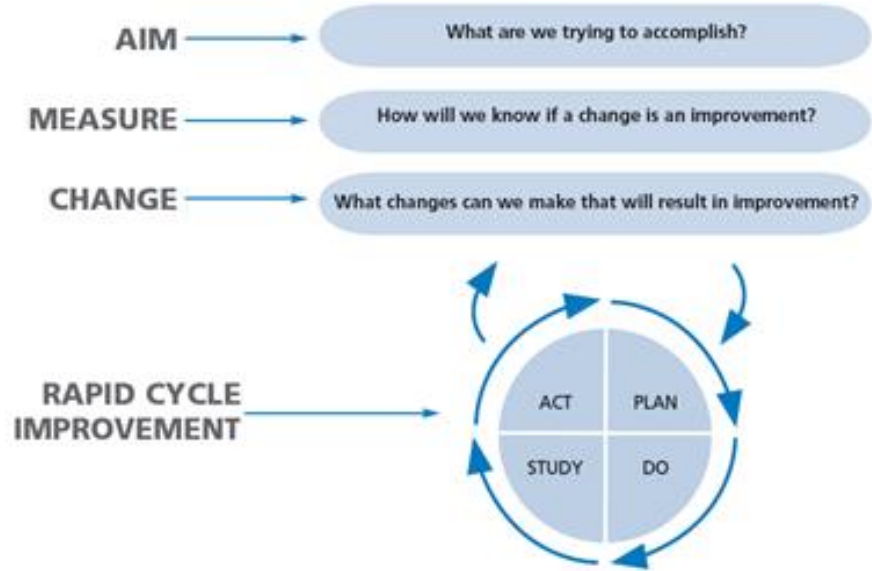 AIM
What are we trying to accomplish?
MEASURE
How will we know if a change is an improvement?
CHANGE
What changes can we make that will result in improvement?
RAPID CYCLE
IMPROVEMENT
ACT
PLAN
STUDY
DO